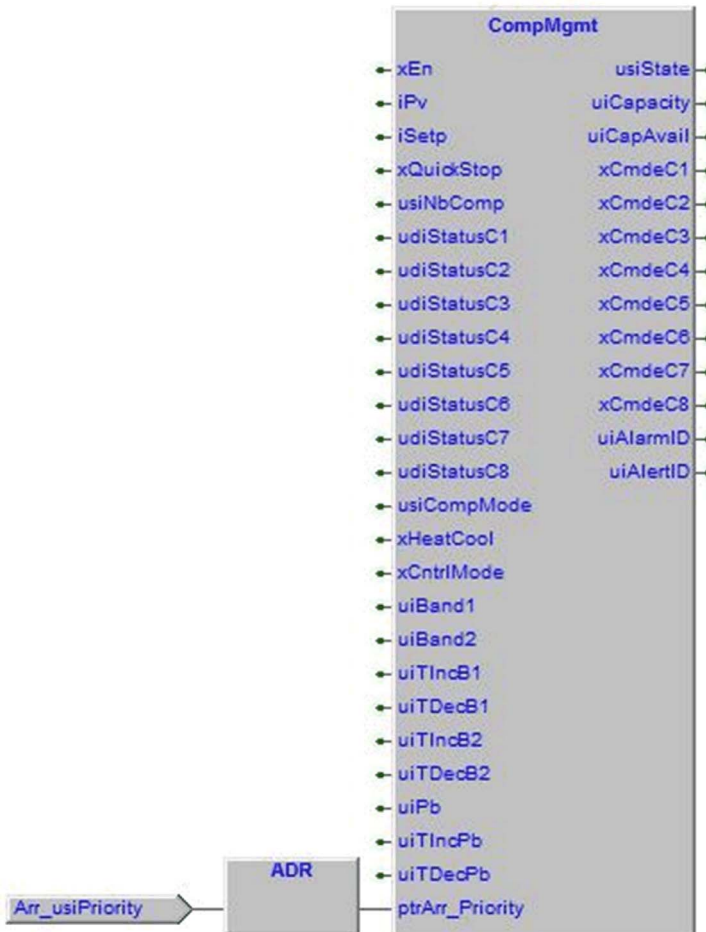 CompMgmt
xEn usiState
iPv uiCapacity
iSetp uiCapAvail
xQuickStop xCmdeC1
usiNbComp xCmdeC2
udiStatusC1 xCmdeC3
udiStatusC2 xCmdeC4
udiStatusC3 xCmdeC5
udiStatusC4 xCmdeC6
udiStatusC5 xCmdeC7
udiStatusC6 xCmdeC8
udiStatusC7 uiAlarmID
udiStatusC8 uiAlertID
usiCompMode
xHeatCool
xCntrlMode
uiBand1
uiBand2
uiTIncB1
uiTDecB1
uiTIncB2
uiTDecB2
uiPb
uiTIncPb
ADR uiTDecPb
Arr_usiPriority ptrArr_Priority